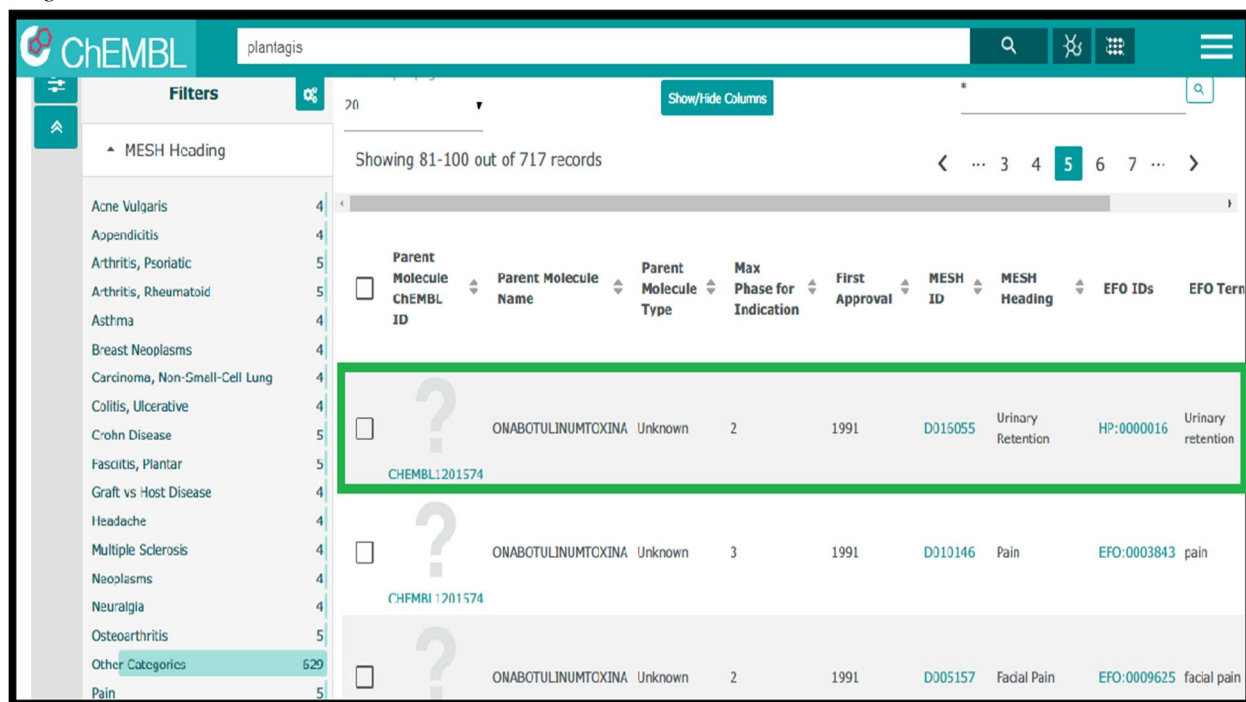 ChEMBL
plantagis
Filters
20
Show/Hide Columns
*
MESH Heading
Showing 81-100 out of 717 records
... 3 4 5 6 7 ...
Acne Vulgaris 4
Appendicitis 4
Arthritis, Psoriatic 5
Arthritis, Rheumatoid 5
Asthma 4
Breast Neoplasms 4
Carcinoma, Non-Small-Cell Lung 4
Colitis, Ulcerative 4
Crohn Disease 5
Fasciitis, Plantar 5
Graft vs Host Disease 4
Headache 4
Multiple Sclerosis 4
Neoplasms 4
Neuralgia 4
Osteoarthritis 5
Other Categories 629
Pain 5
Parent Molecule ChEMBL ID
Parent Molecule Name
Parent Molecule Type
Max Phase for Indication
First Approval
MESH ID
MESH Heading
EFO IDs
EFO Term
?
CHEMBL1201574
ONABOTULINUMTOXINA Unknown 2 1991 D016055 Urinary Retention HP:0000016 Urinary retention
?
CHEMBL1201574
ONABOTULINUMTOXINA Unknown 3 1991 D010146 Pain EFO:0003843 pain
?
ONABOTULINUMTOXINA Unknown 2 1991 D005157 Facial Pain EFO:0009625 facial pain